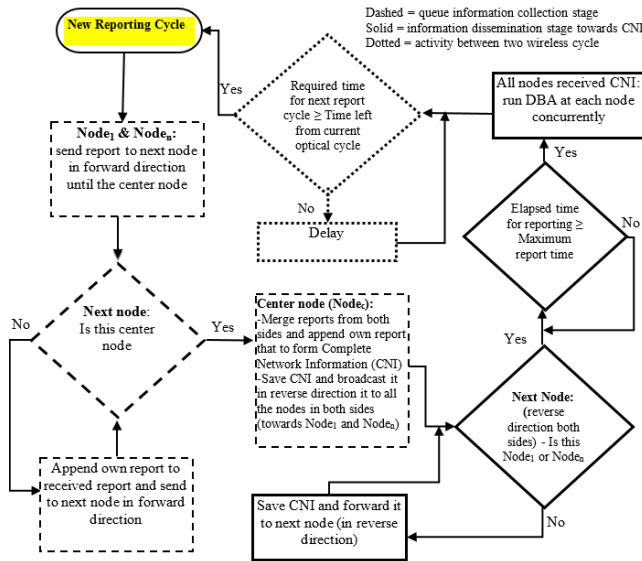 New Reporting Cycle
Dashed = queue information collection stage
Solid = information dissemination stage towards CNI
Dotted = activity between two wireless cycle
Yes
Required time
for next report
cycle ≥ Time left
from current
optical cycle
All nodes received CNI:
run DBA at each node
concurrently
Node₁ & Nodeₙ:
send report to next node
in forward direction
until the center node
No
Delay
Yes
Elapsed time
for reporting ≥
Maximum
report time
No
Next node:
Is this center
node
No
Yes
Center node (Node꜀):
-Merge reports from both
sides and append own report
that to form Complete
Network Information (CNI)
-Save CNI and broadcast it
in reverse direction it to all
the nodes in both sides
(towards Node₁ and Nodeₙ)
Yes
Next Node:
(reverse
direction both
sides) - Is this
Node₁ or Nodeₙ
Append own report to
received report and send
to next node in forward
direction
Save CNI and forward it
to next node (in reverse
direction)
No